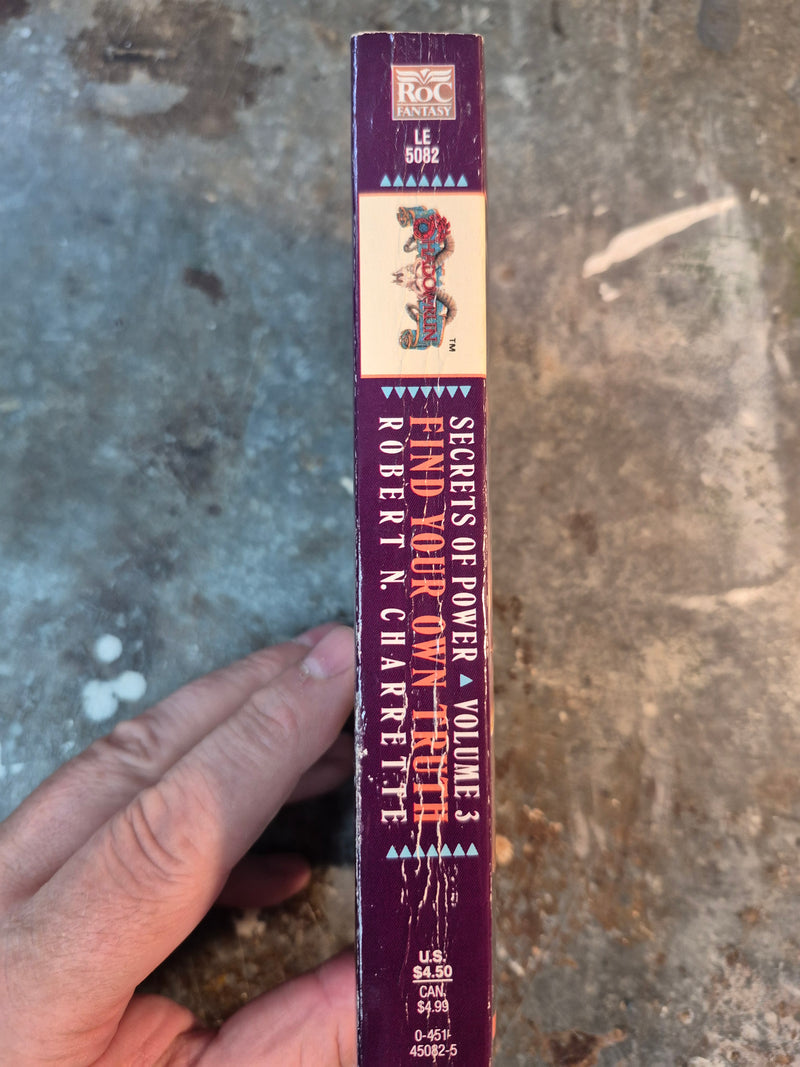 RoC
FANTASY
LE
5082
SHADOWRUN
TM
SECRETS OF POWER ▲ VOLUME 3
FIND YOUR OWN TRUTH
ROBERT N. CHARRETTE
U.S.
$4.50
CAN.
$4.99
0-451-
45082-5